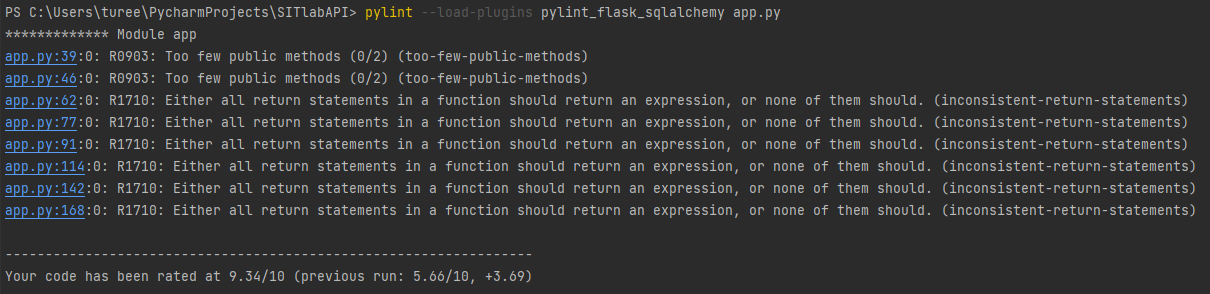 PS C:\Users\turee\PycharmProjects\SITlabAPI> pylint --load-plugins pylint_flask_sqlalchemy app.py
************* Module app
app.py:39:0: R0903: Too few public methods (0/2) (too-few-public-methods)
app.py:46:0: R0903: Too few public methods (0/2) (too-few-public-methods)
app.py:62:0: R1710: Either all return statements in a function should return an expression, or none of them should. (inconsistent-return-statements)
app.py:77:0: R1710: Either all return statements in a function should return an expression, or none of them should. (inconsistent-return-statements)
app.py:91:0: R1710: Either all return statements in a function should return an expression, or none of them should. (inconsistent-return-statements)
app.py:114:0: R1710: Either all return statements in a function should return an expression, or none of them should. (inconsistent-return-statements)
app.py:142:0: R1710: Either all return statements in a function should return an expression, or none of them should. (inconsistent-return-statements)
app.py:168:0: R1710: Either all return statements in a function should return an expression, or none of them should. (inconsistent-return-statements)
------------------------------------------------------------------
Your code has been rated at 9.34/10 (previous run: 5.66/10, +3.69)